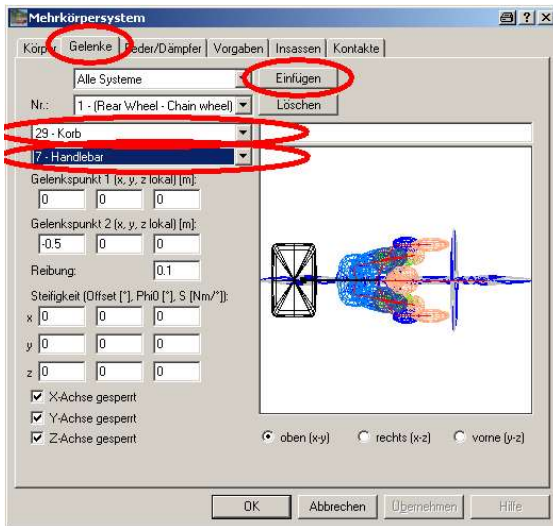 Mehrkörpersystem
Körper Gelenke Feder/Dämpfer Vorgaben Insassen Kontakte
Alle Systeme Einfügen
Nr.: 1 - (Rear Wheel - Chain wheel) Löschen
29 - Korb
7 - Handlebar
Gelenkspunkt 1 (x, y, z lokal) [m]:
0 0 0
Gelenkspunkt 2 (x, y, z lokal) [m]:
-0.5 0 0
Reibung: 0.1
Steifigkeit (Offset [°], Phi0 [°], S [Nm/°]):
x 0 0 0
y 0 0 0
z 0 0 0
X-Achse gesperrt
Y-Achse gesperrt
Z-Achse gesperrt
oben (x-y) rechts (x-z) vorne (y-z)
OK Abbrechen Übernehmen Hilfe